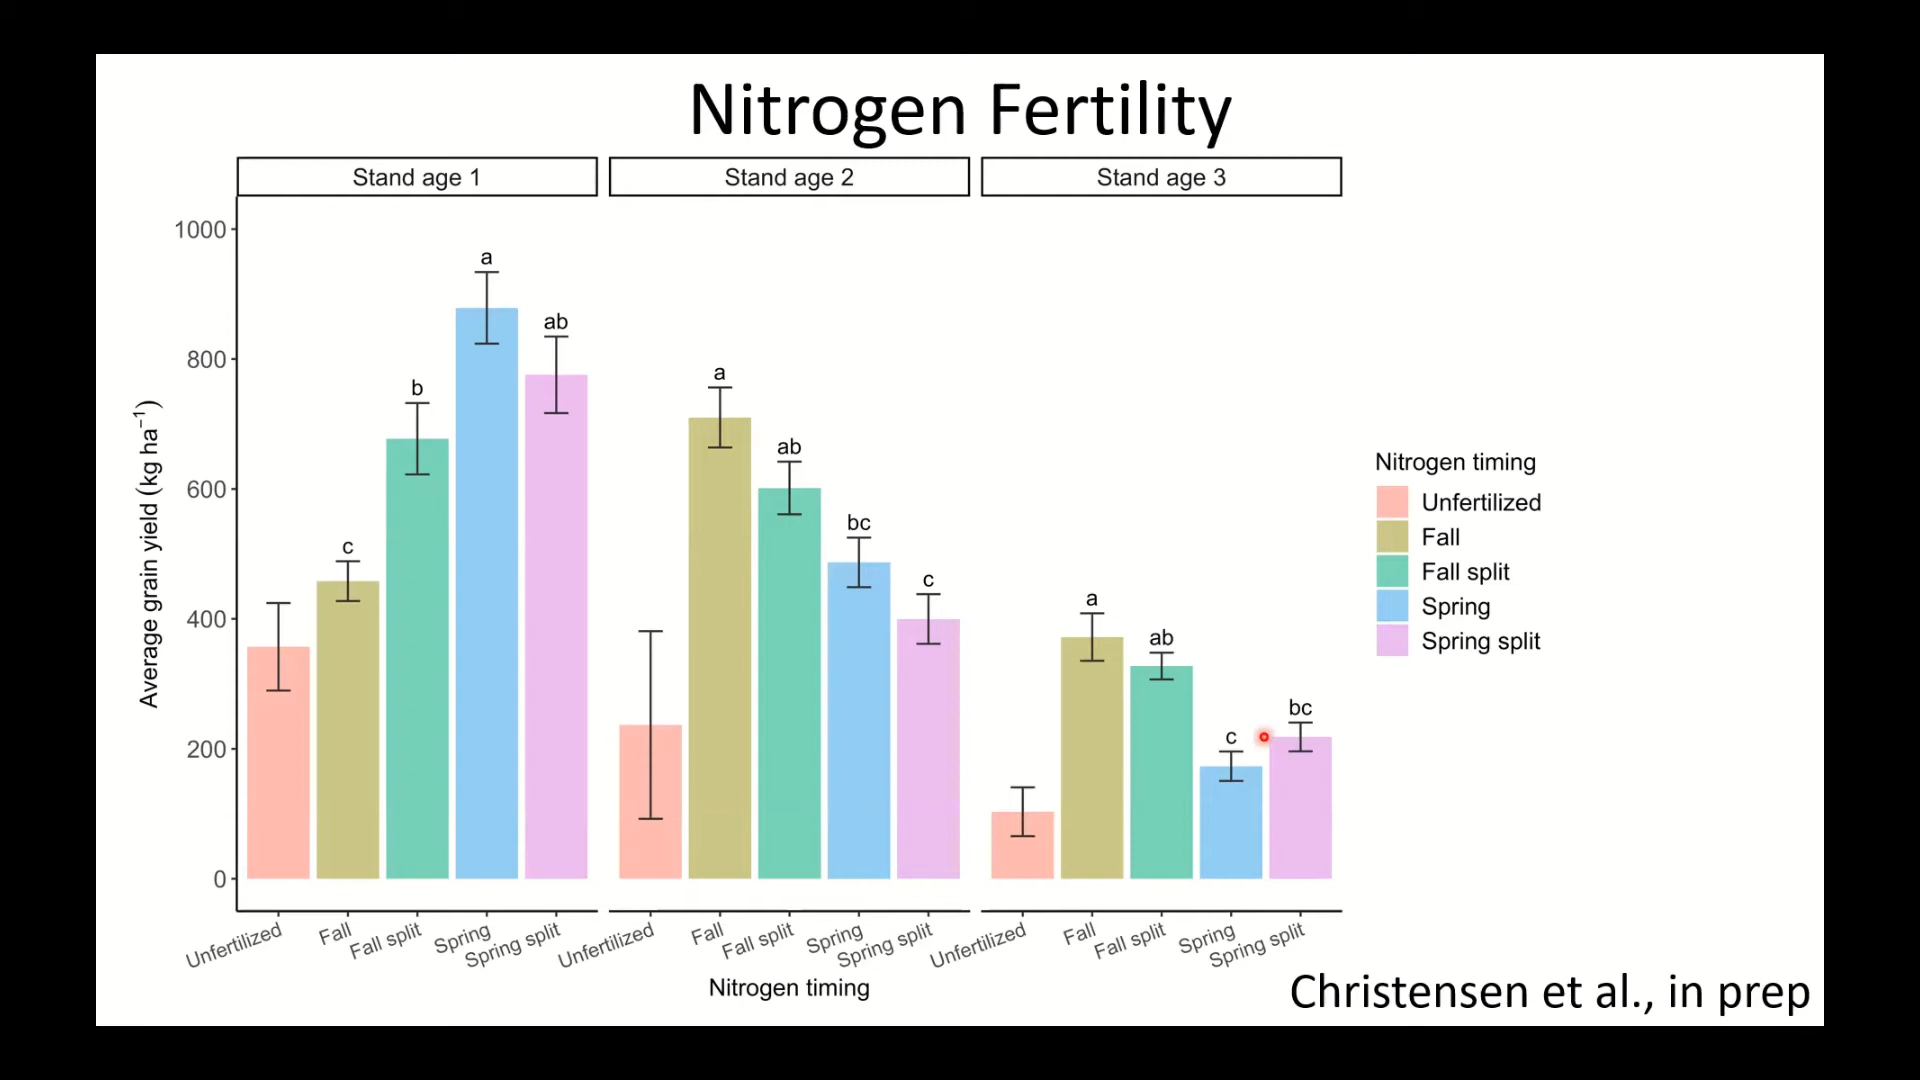 Nitrogen Fertility
Stand age 1
Stand age 2
Stand age 3
Average grain yield (kg ha⁻¹)
1000
800
600
400
200
0
c
b
a
ab
a
ab
bc
c
a
ab
c
bc
Unfertilized
Fall
Fall split
Spring
Spring split
Unfertilized
Fall
Fall split
Spring
Spring split
Unfertilized
Fall
Fall split
Spring
Spring split
Nitrogen timing
Nitrogen timing
Unfertilized
Fall
Fall split
Spring
Spring split
Christensen et al., in prep